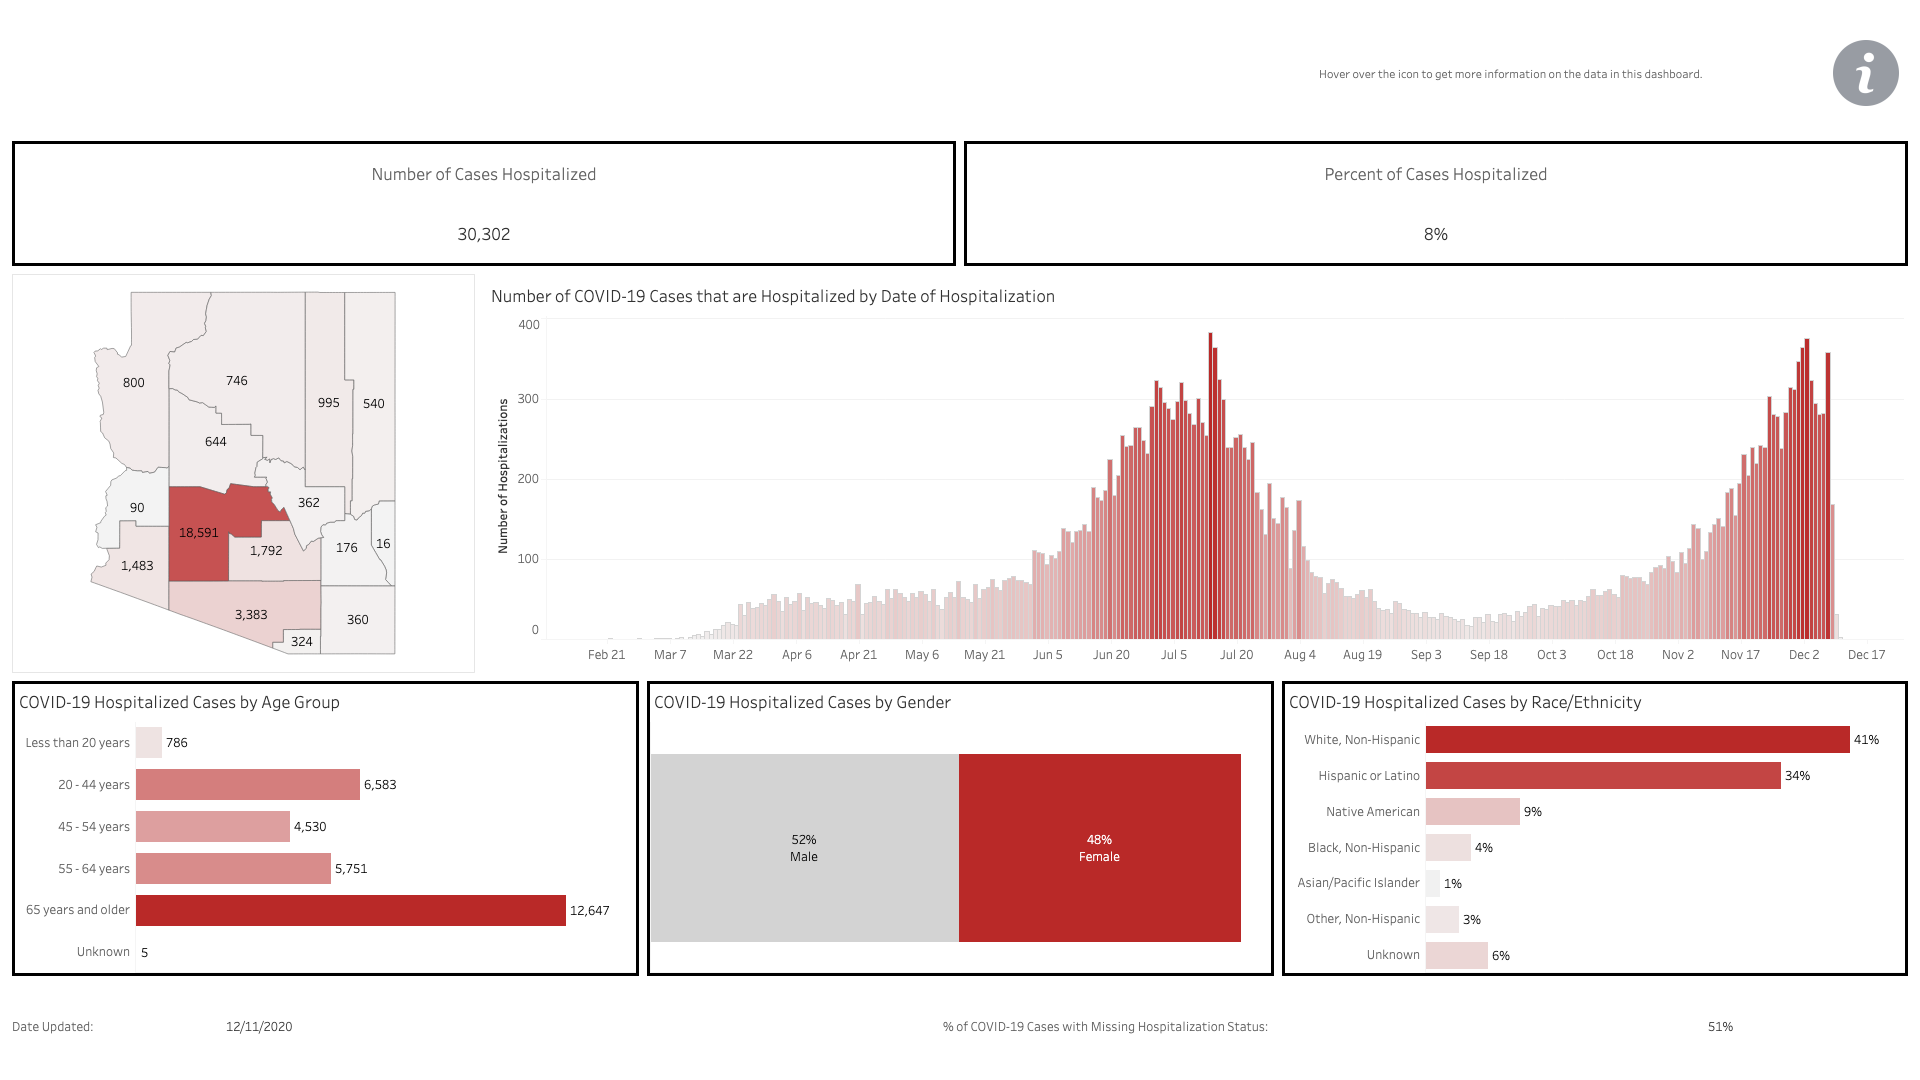 Hover over the icon to get more information on the data in this dashboard.
i
Number of Cases Hospitalized
30,302
Percent of Cases Hospitalized
8%
800
746
995
540
644
90
362
18,591
1,792
176
16
1,483
3,383
360
324
Number of COVID-19 Cases that are Hospitalized by Date of Hospitalization
Number of Hospitalizations
400
300
200
100
0
Feb 21 Mar 7 Mar 22 Apr 6 Apr 21 May 6 May 21 Jun 5 Jun 20 Jul 5 Jul 20 Aug 4 Aug 19 Sep 3 Sep 18 Oct 3 Oct 18 Nov 2 Nov 17 Dec 2 Dec 17
COVID-19 Hospitalized Cases by Age Group
Less than 20 years 786
20 - 44 years 6,583
45 - 54 years 4,530
55 - 64 years 5,751
65 years and older 12,647
Unknown 5
COVID-19 Hospitalized Cases by Gender
52%
Male
48%
Female
COVID-19 Hospitalized Cases by Race/Ethnicity
White, Non-Hispanic 41%
Hispanic or Latino 34%
Native American 9%
Black, Non-Hispanic 4%
Asian/Pacific Islander 1%
Other, Non-Hispanic 3%
Unknown 6%
Date Updated: 12/11/2020
% of COVID-19 Cases with Missing Hospitalization Status: 51%